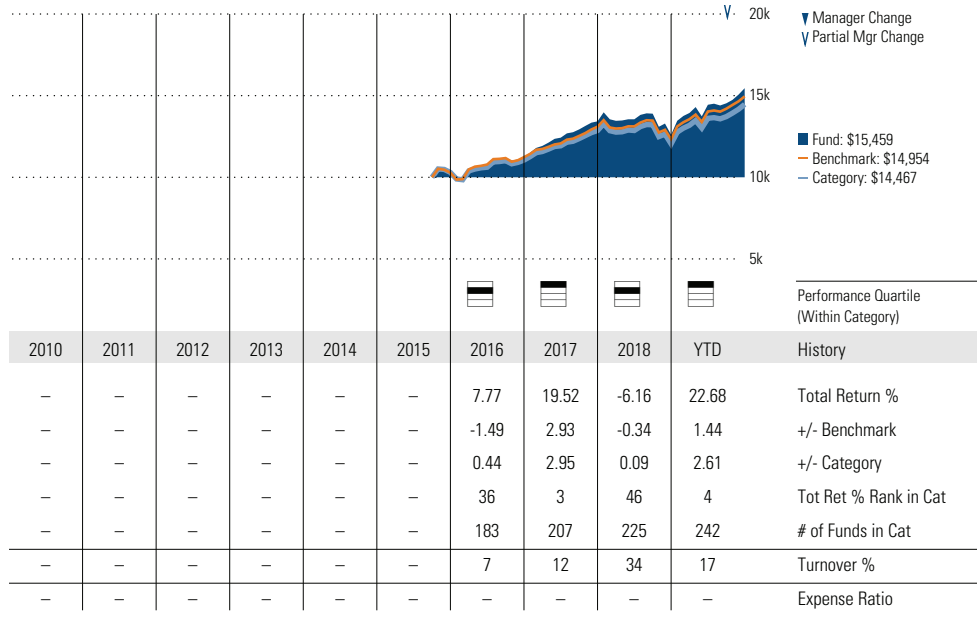 20k
Manager Change
Partial Mgr Change
15k
Fund: $15,459
Benchmark: $14,954
Category: $14,467
10k
5k
Performance Quartile
(Within Category)
2010 2011 2012 2013 2014 2015 2016 2017 2018 YTD History
– – – – – – 7.77 19.52 -6.16 22.68 Total Return %
– – – – – – -1.49 2.93 -0.34 1.44 +/- Benchmark
– – – – – – 0.44 2.95 0.09 2.61 +/- Category
– – – – – – 36 3 46 4 Tot Ret % Rank in Cat
– – – – – – 183 207 225 242 # of Funds in Cat
– – – – – – 7 12 34 17 Turnover %
– – – – – – – – – – Expense Ratio